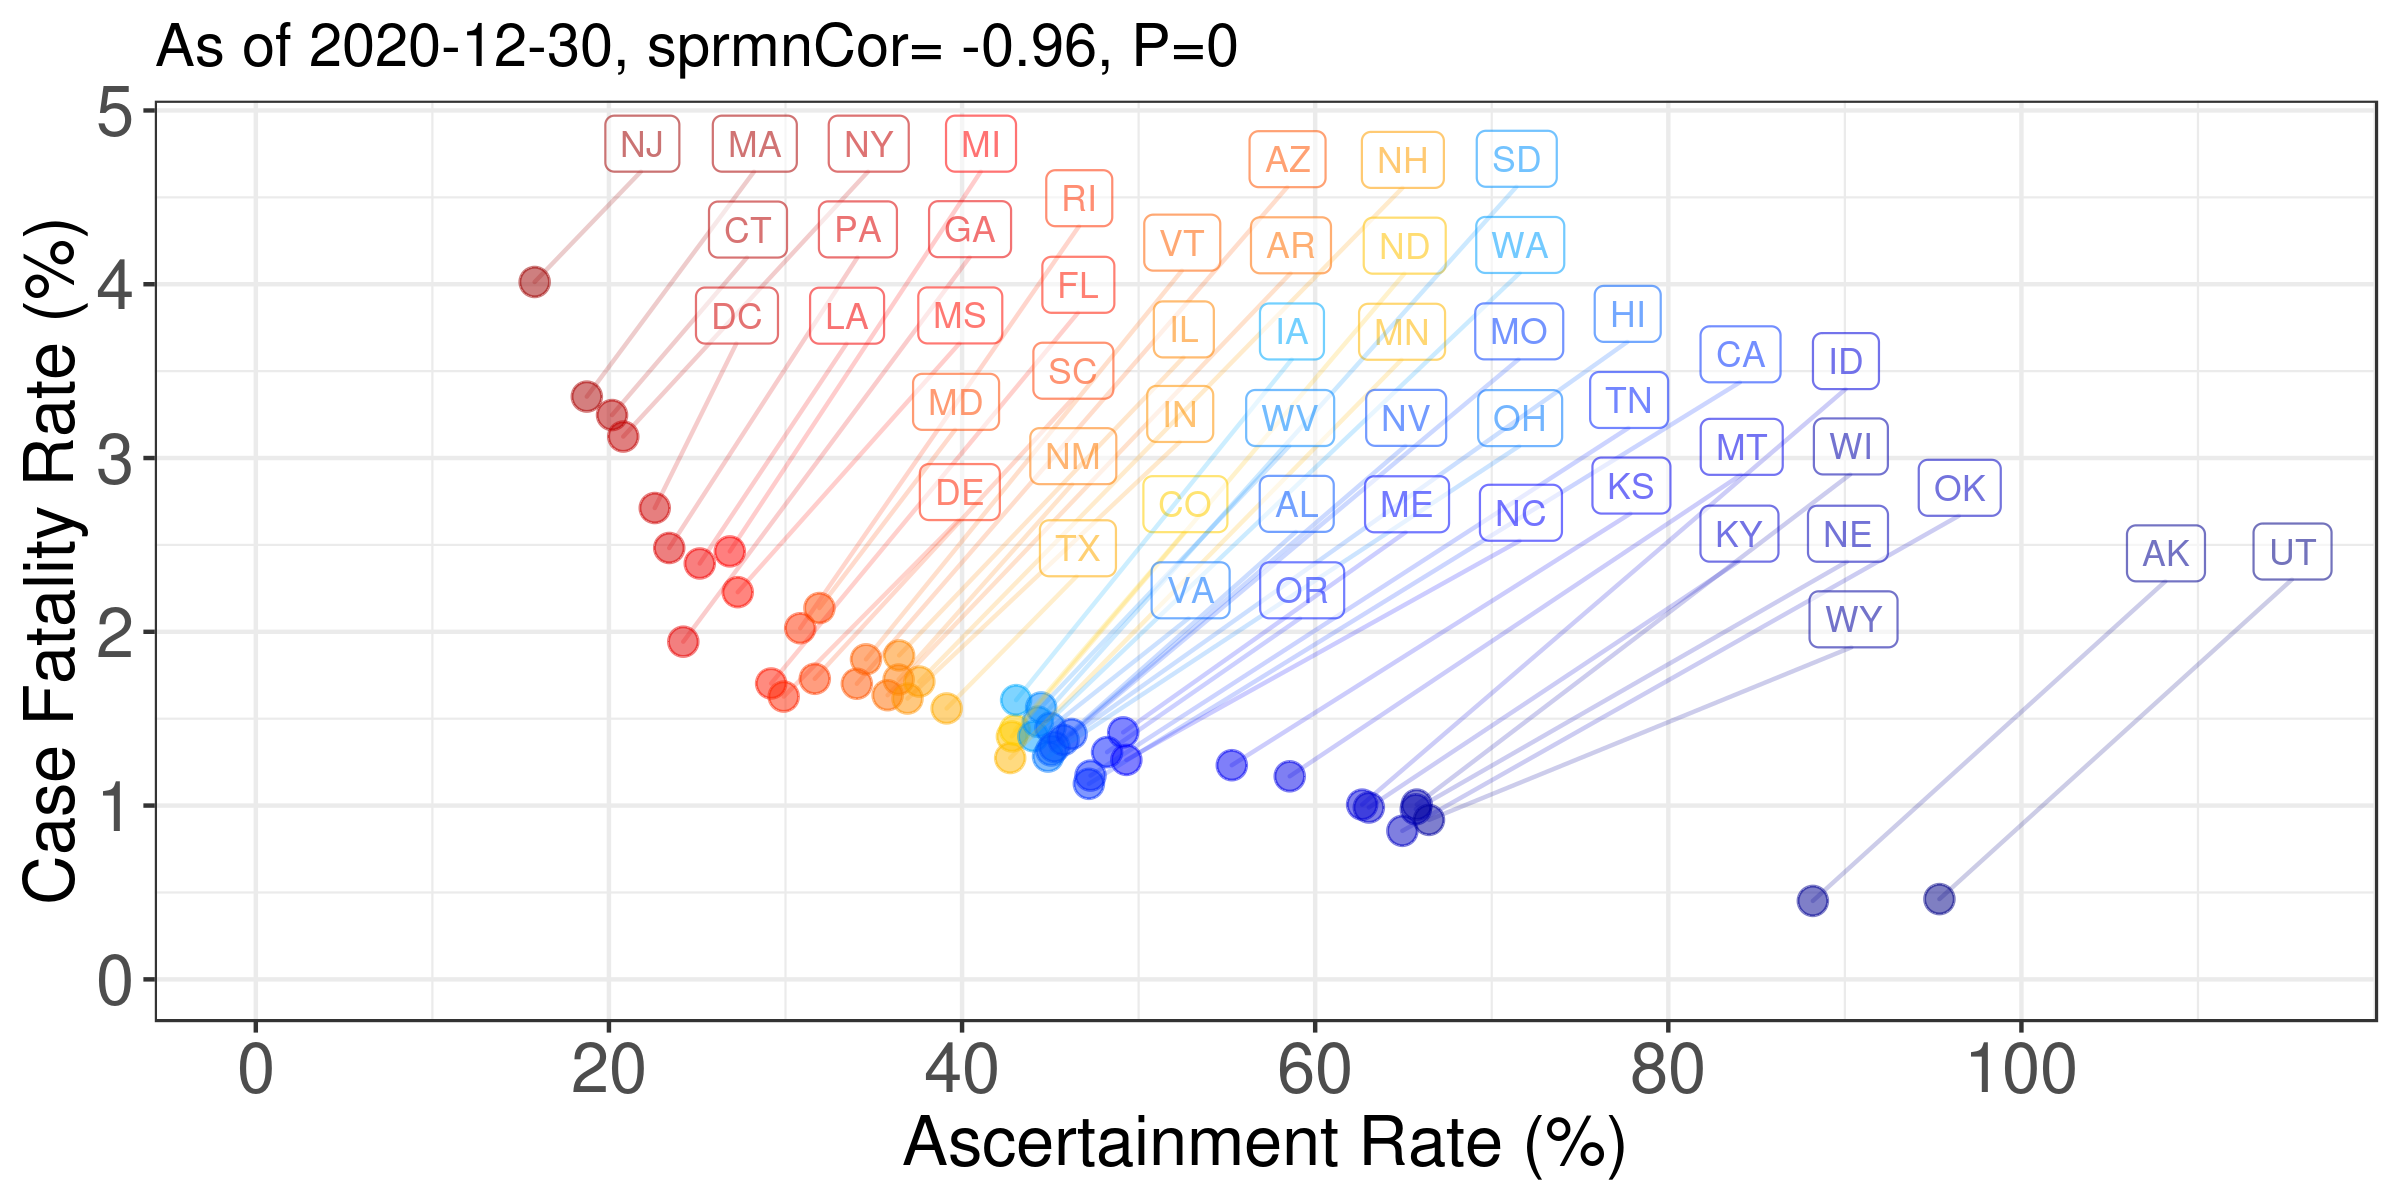 As of 2020-12-30, sprmnCor= -0.96, P=0
Case Fatality Rate (%)
5
4
3
2
1
0
NJ MA NY MI
AZ NH SD
RI
CT PA GA
VT AR ND WA
FL
DC LA MS
IL IA MN MO HI
CA ID
SC
MD
IN WV NV OH TN
NM
MT WI
DE
CO AL ME NC KS
OK
TX
KY NE
AK UT
VA OR
WY
0 20 40 60 80 100
Ascertainment Rate (%)